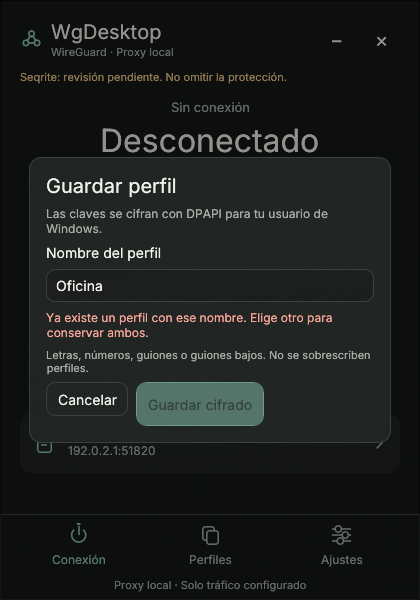 WgDesktop
WireGuard · Proxy local
Seqrite: revisión pendiente. No omitir la protección.
Sin conexión
Desconectado
Guardar perfil
Las claves se cifran con DPAPI para tu usuario de
Windows.
Nombre del perfil
Oficina
Ya existe un perfil con ese nombre. Elige otro para
conservar ambos.
Letras, números, guiones o guiones bajos. No se sobrescriben
perfiles.
Cancelar
Guardar cifrado
192.0.2.1:51820
Conexión
Perfiles
Ajustes
Proxy local · Solo tráfico configurado